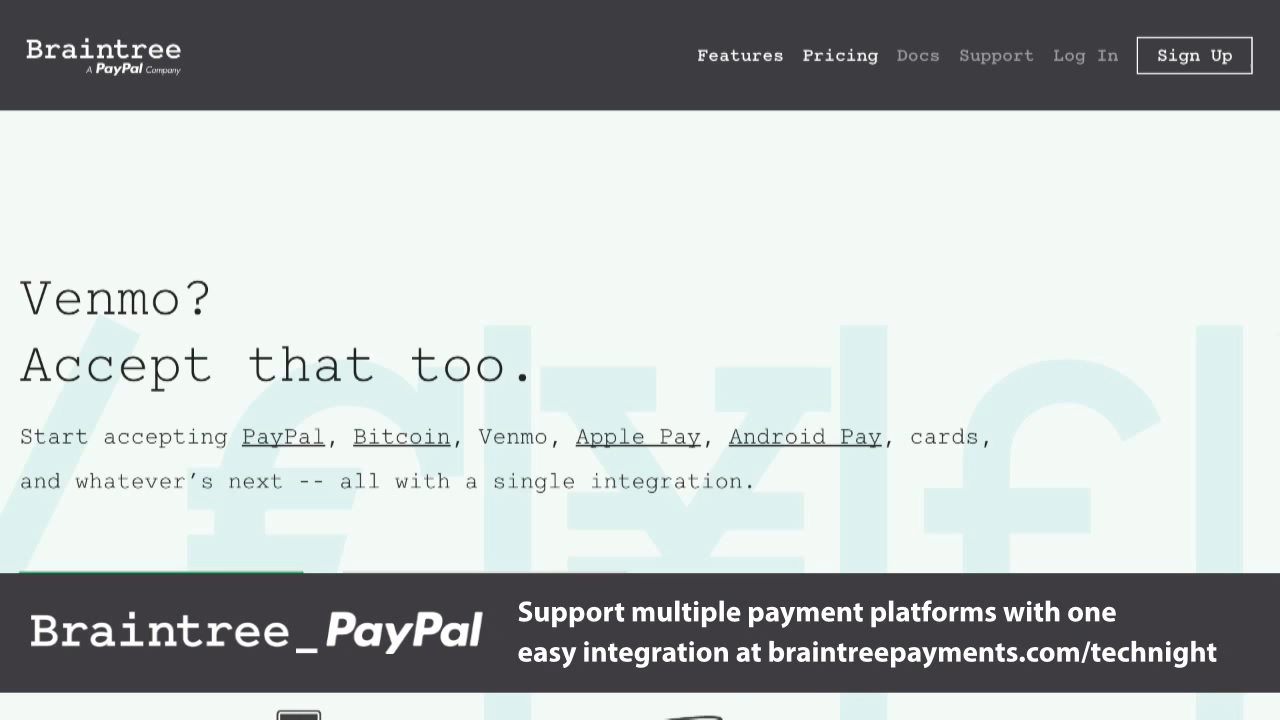 Braintree
A PayPal Company
Features Pricing Docs Support Log In Sign Up
Venmo?
Accept that too.
Start accepting PayPal, Bitcoin, Venmo, Apple Pay, Android Pay, cards,
and whatever’s next -- all with a single integration.
Braintree_PayPal
Support multiple payment platforms with one
easy integration at braintreepayments.com/technight